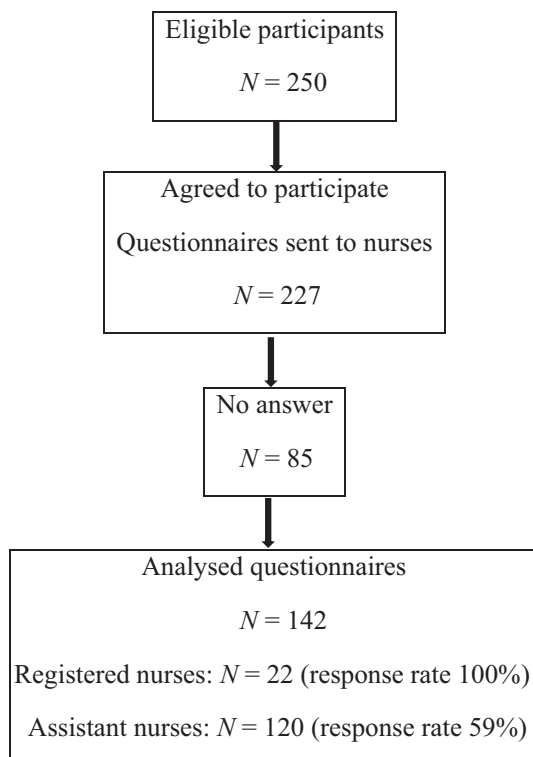 Eligible participants
N = 250
Agreed to participate
Questionnaires sent to nurses
N = 227
No answer
N = 85
Analysed questionnaires
N = 142
Registered nurses: N = 22 (response rate 100%)
Assistant nurses: N = 120 (response rate 59%)